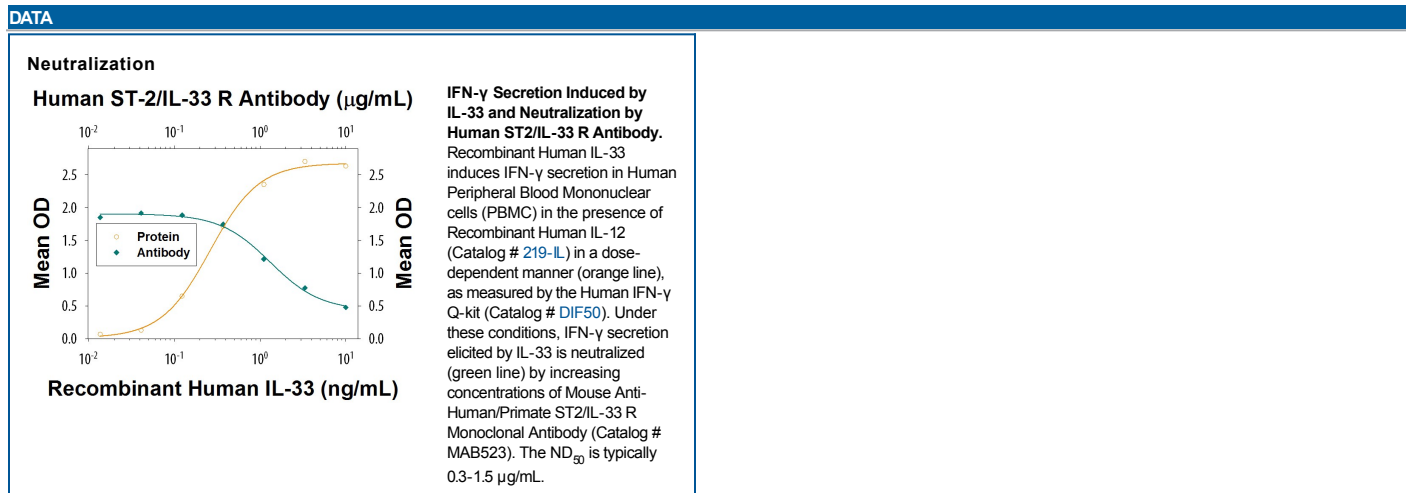 DATA
Neutralization
Human ST-2/IL-33 R Antibody (µg/mL)
10-2 10-1 100 101
2.5 2.5
2.0 2.0
1.5 1.5
1.0 1.0
0.5 0.5
0.0 0.0
Mean OD
Mean OD
Protein
Antibody
10-2 10-1 100 101
Recombinant Human IL-33 (ng/mL)
IFN-γ Secretion Induced by
IL-33 and Neutralization by
Human ST2/IL-33 R Antibody.
Recombinant Human IL-33
induces IFN-γ secretion in Human
Peripheral Blood Mononuclear
cells (PBMC) in the presence of
Recombinant Human IL-12
(Catalog # 219-IL) in a dose-
dependent manner (orange line),
as measured by the Human IFN-γ
Q-kit (Catalog # DIF50). Under
these conditions, IFN-γ secretion
elicited by IL-33 is neutralized
(green line) by increasing
concentrations of Mouse Anti-
Human/Primate ST2/IL-33 R
Monoclonal Antibody (Catalog #
MAB523). The ND50 is typically
0.3-1.5 µg/mL.